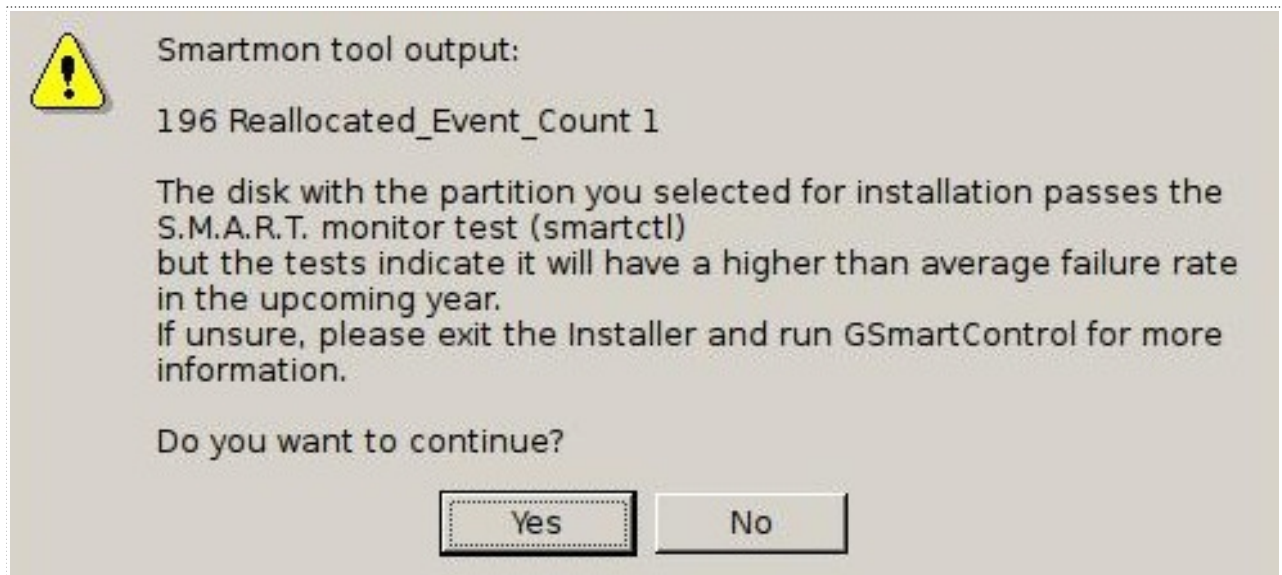 Smartmon tool output:
196 Reallocated_Event_Count 1
The disk with the partition you selected for installation passes the
S.M.A.R.T. monitor test (smartctl)
but the tests indicate it will have a higher than average failure rate
in the upcoming year.
If unsure, please exit the Installer and run GSmartControl for more
information.
Do you want to continue?
Yes
No